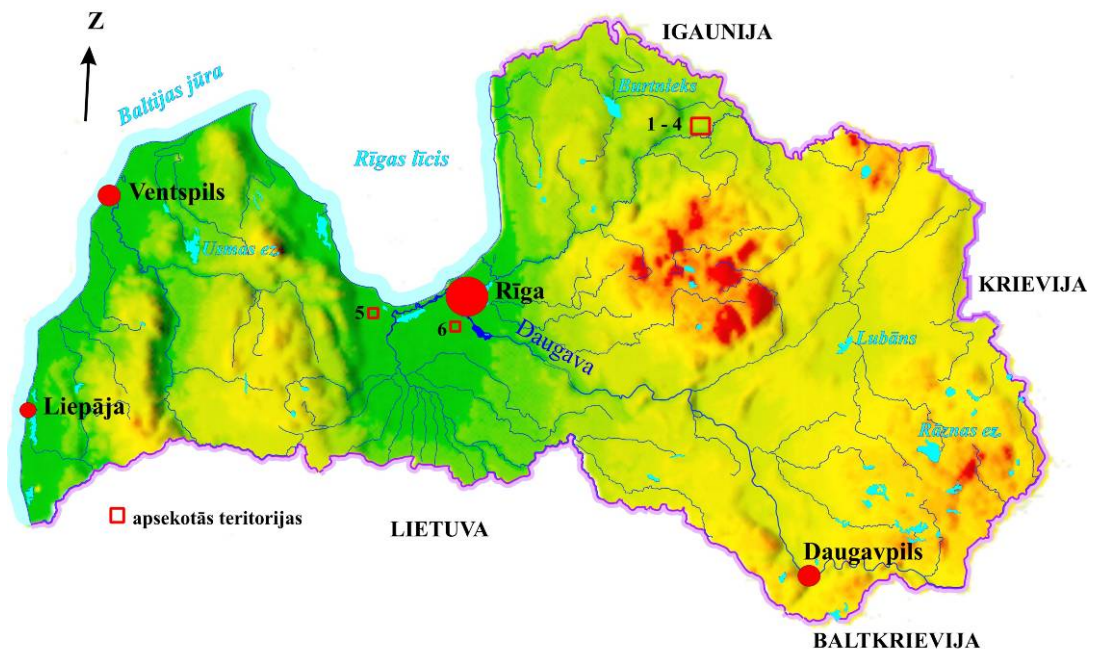 Z
IGAUNIJA
Baltijas jūra
Burtnieks
1 - 4
Rīgas līcis
Ventspils
Usmas ez.
KRIEVIJA
Rīga
5
6
Daugava
Lubāns
Liepāja
Rāznas ez.
apsekotās teritorijas
LIETUVA
Daugavpils
BALTKRIEVIJA